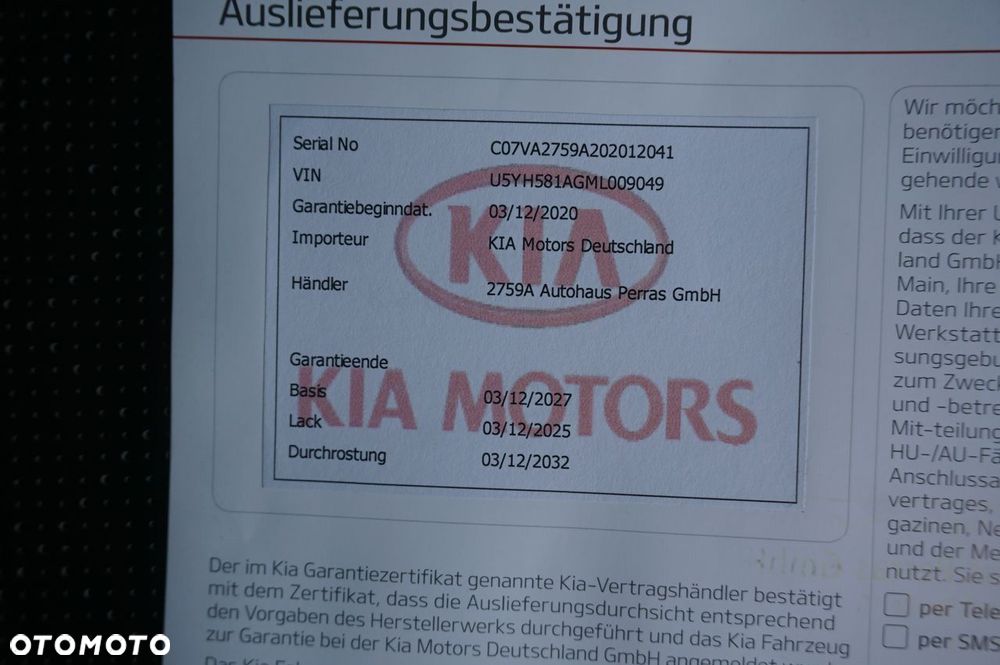 Auslieferungsbestätigung
Serial No C07VA2759A202012041
VIN U5YH581AGML009049
Garantiebeginndat. 03/12/2020
Importeur KIA Motors Deutschland
Händler 2759A Autohaus Perras GmbH
KIA
Garantieende
KIA MOTORS
Basis 03/12/2027
Lack 03/12/2025
Durchrostung 03/12/2032
Der im Kia Garantiezertifikat genannte Kia-Vertragshändler bestätigt
mit dem Zertifikat, dass die Auslieferungsdurchsicht entsprechend
den Vorgaben des Herstellerwerks durchgeführt und das Kia Fahrzeug
zur Garantie bei der Kia Motors Deutschland GmbH angemeldet
Wir möch
benötigen
Einwilligu
gehende
Mit Ihrer
dass der K
land GmbH
Main, Ihre
Daten Ihre
Werkstatt
sungsgebu
zum Zweck
und -betre
Mit-teilung
HU-/AU-Fä
Anschlussa
vertrages,
gazinen, Ne
und der Me
nutzt. Sie s
per Tele
per SMS
OTOMOTO